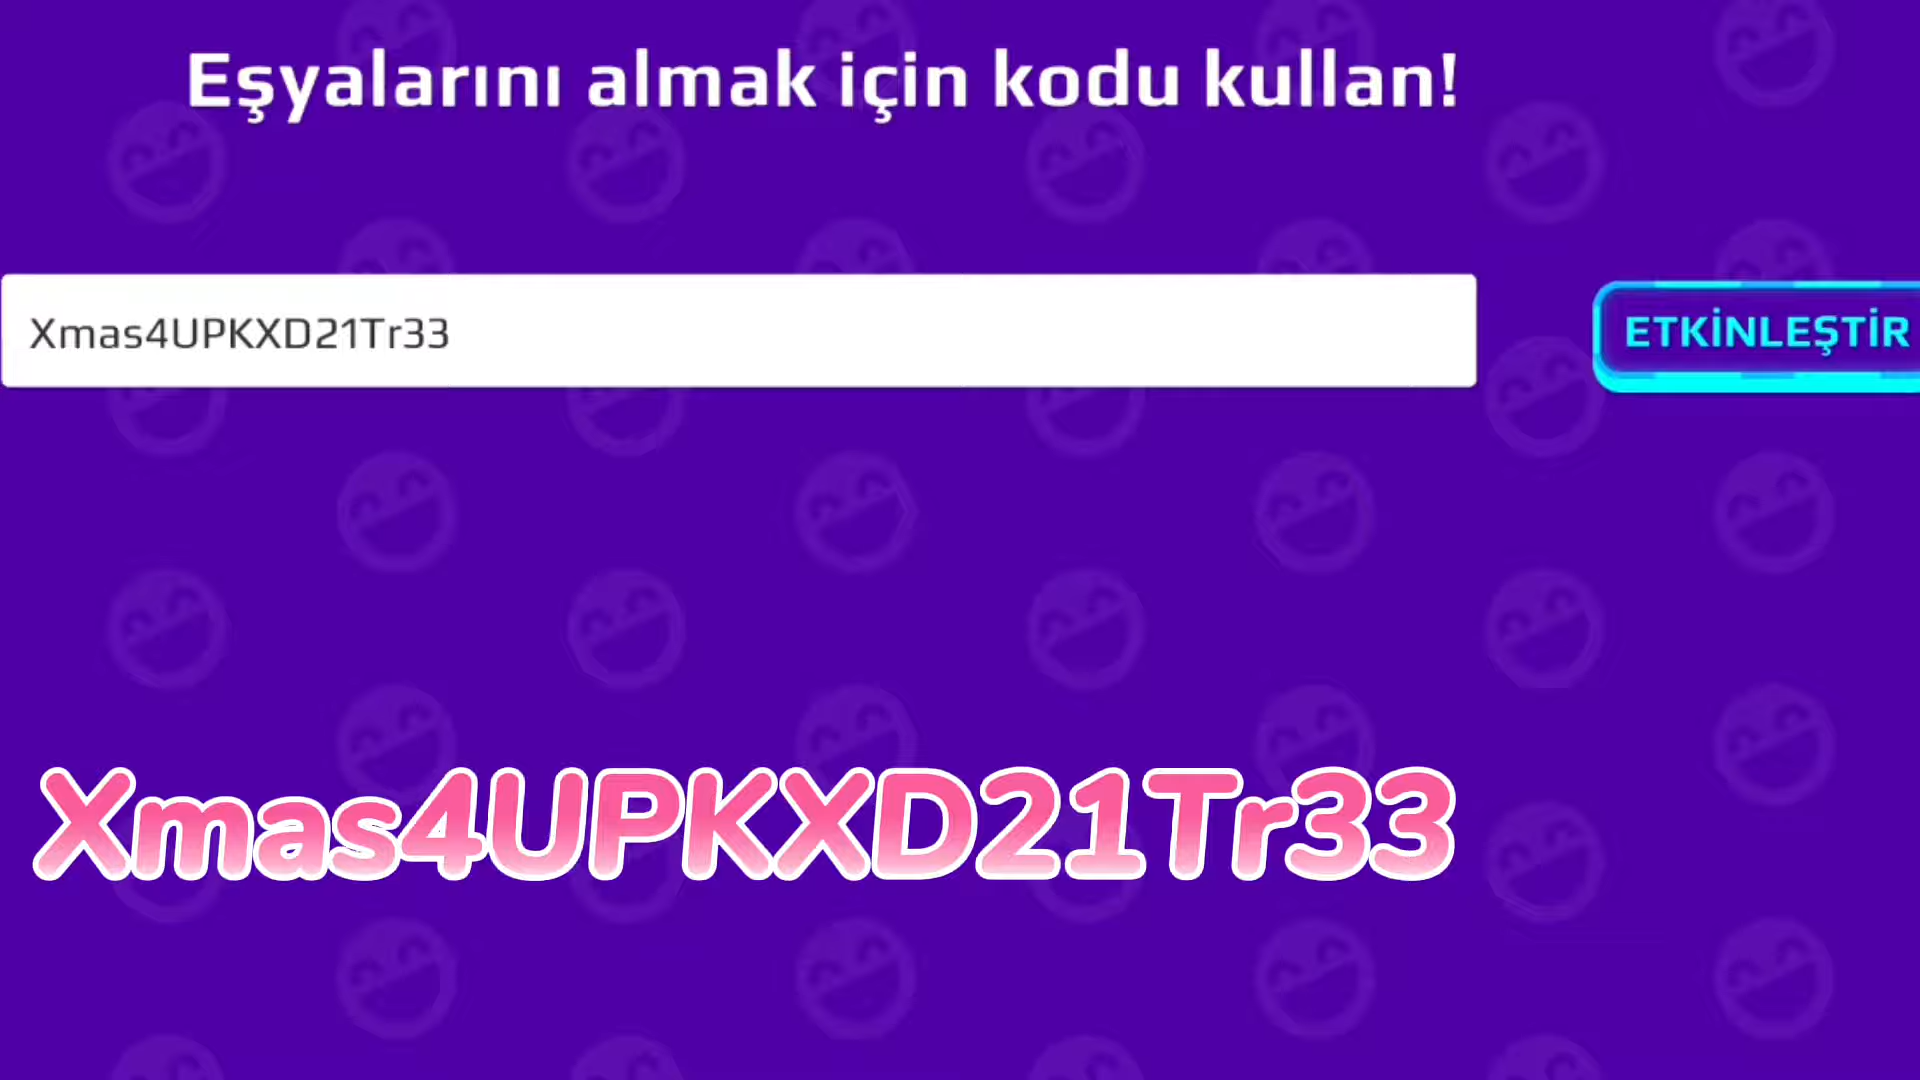 Eşyalarını almak için kodu kullan!
Xmas4UPKXD21Tr33
ETKİNLEŞTİR
Xmas4UPKXD21Tr33